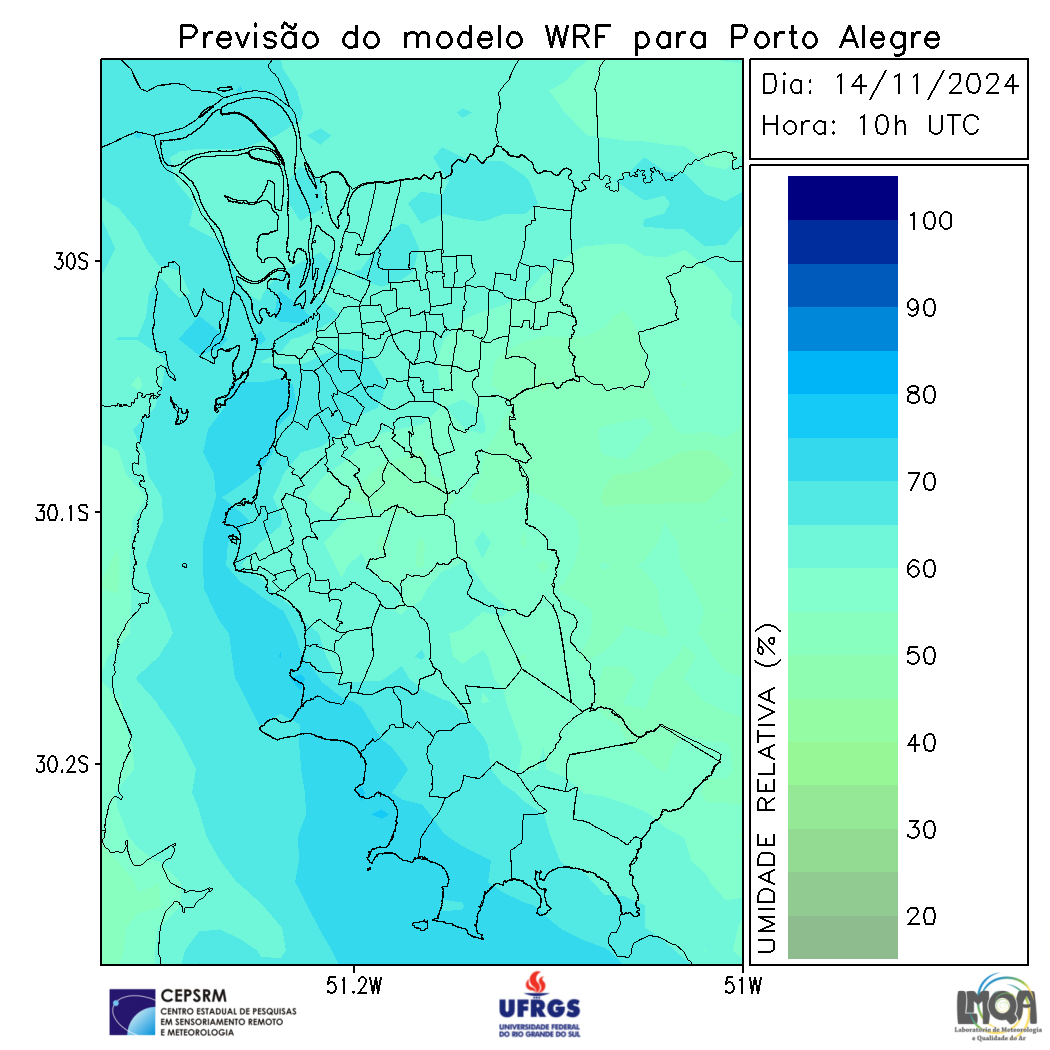 Previsão do modelo WRF para Porto Alegre
Dia: 14/11/2024
Hora: 10h UTC
30S
30.1S
30.2S
51.2W
51W
UMIDADE RELATIVA (%)
100
90
80
70
60
50
40
30
20
CEPSRM
CENTRO ESTADUAL DE PESQUISAS
EM SENSORIAMENTO REMOTO
E METEOROLOGIA
UFRGS
UNIVERSIDADE FEDERAL
DO RIO GRANDE DO SUL
LMQA
Laboratório de Meteorologia
e Qualidade do Ar